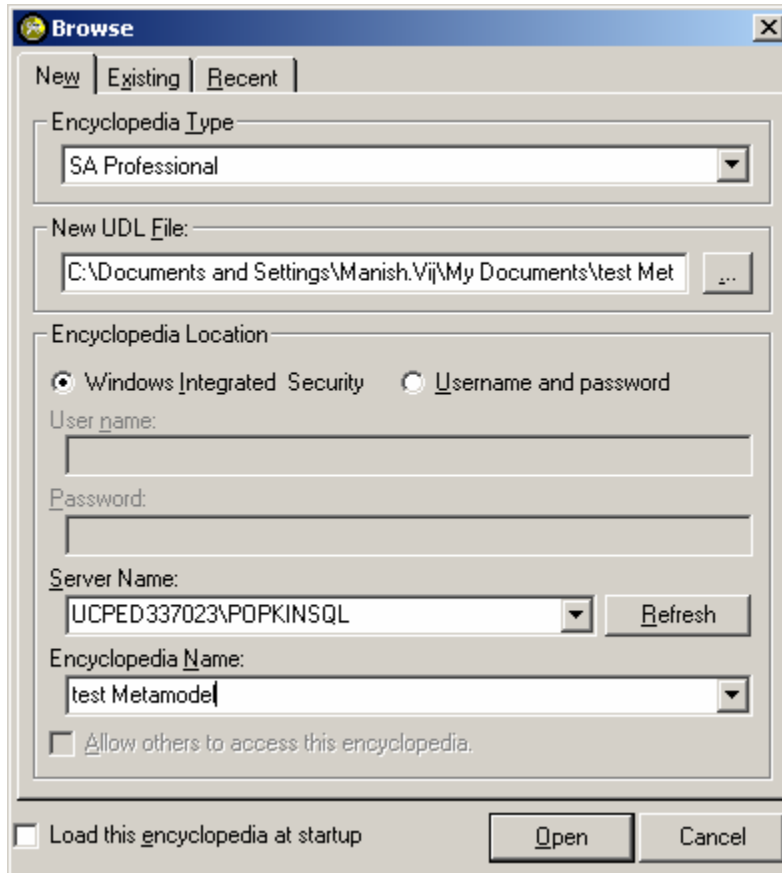 Browse
New Existing Recent
Encyclopedia Type
SA Professional
New UDL File:
C:\Documents and Settings\Manish.Vij\My Documents\test Met ...
Encyclopedia Location
Windows Integrated Security Username and password
User name:
Password:
Server Name:
UCPED337023\POPKINSQL Refresh
Encyclopedia Name:
test Metamodel
Allow others to access this encyclopedia.
Load this encyclopedia at startup Open Cancel